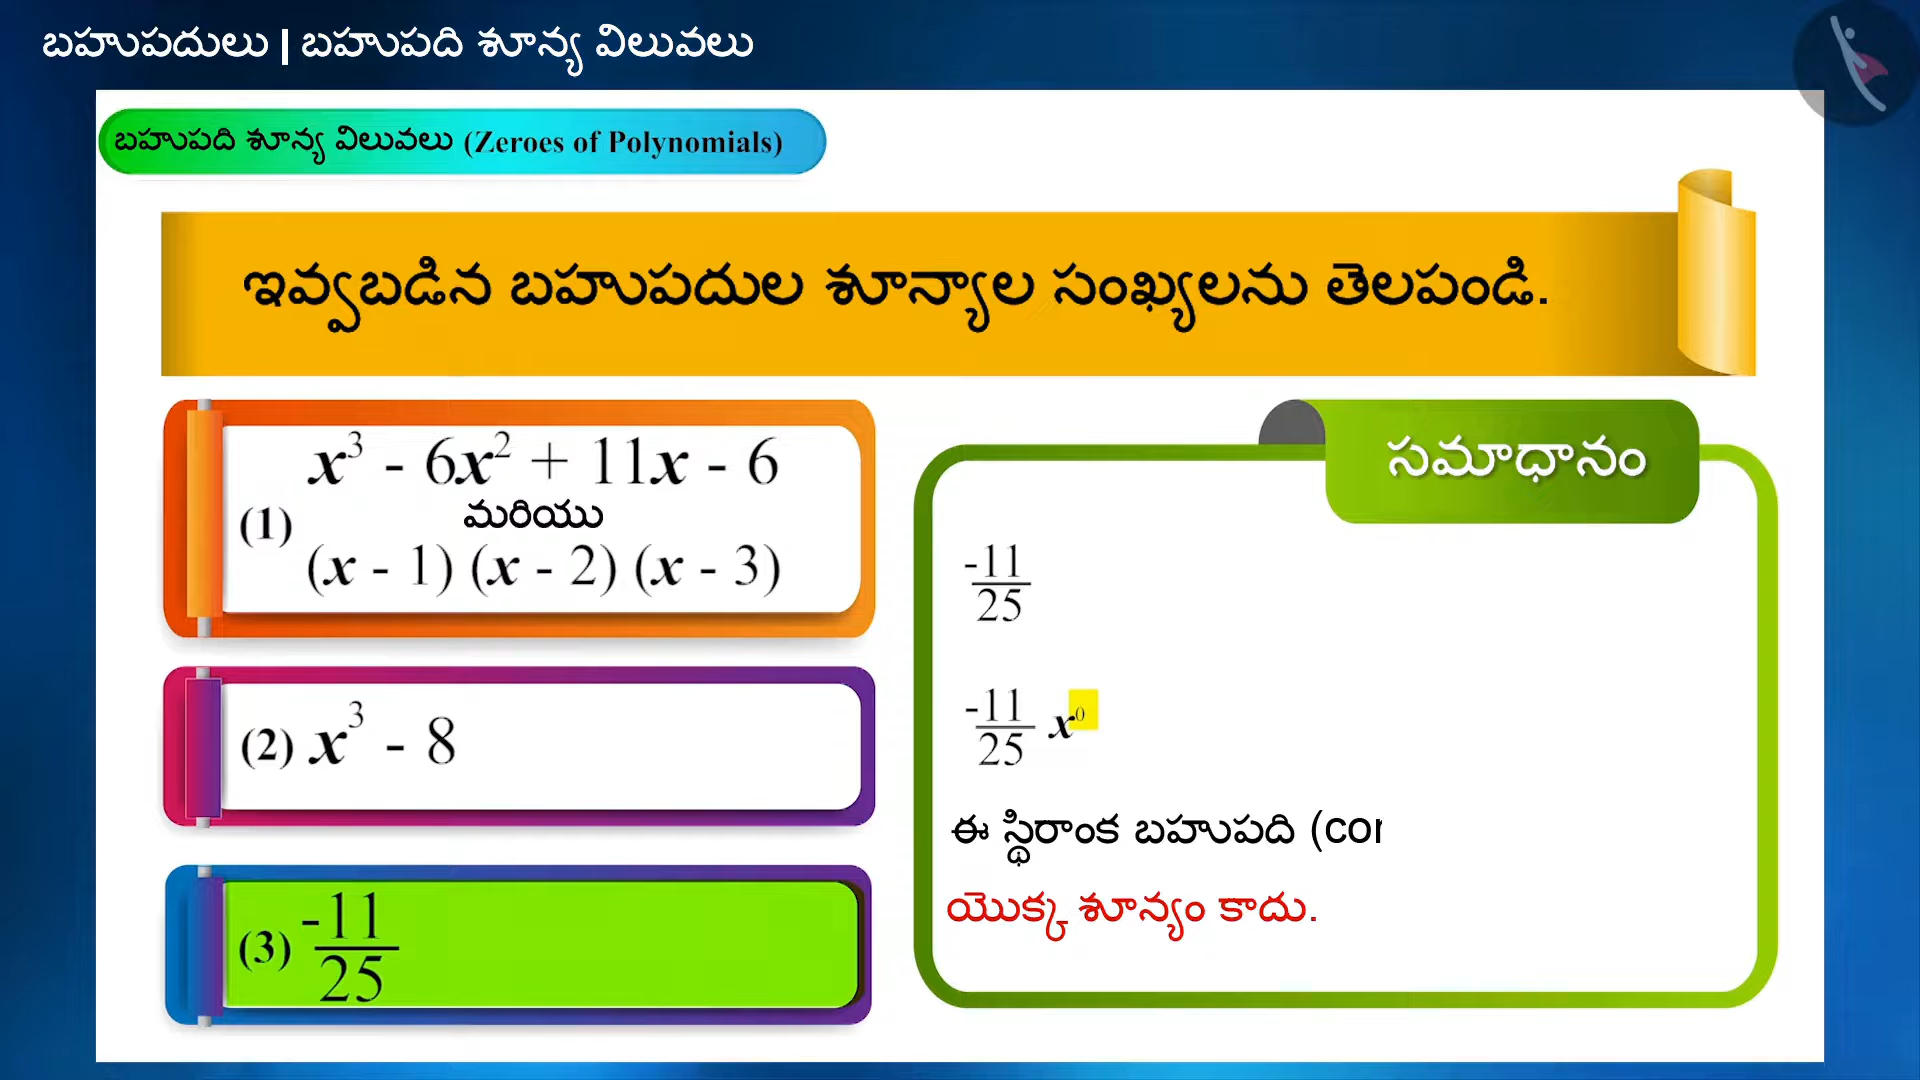 బహుపదులు | బహుపది శూన్య విలువలు
బహుపది శూన్య విలువలు (Zeroes of Polynomials)
ఇవ్వబడిన బహుపదుల శూన్యాల సంఖ్యలను తెలపండి.
(1) x³ - 6x² + 11x - 6
మరియు
(x - 1) (x - 2) (x - 3)
(2) x³ - 8
(3) -11/25
సమాధానం
-11/25
-11/25 x⁰
ఈ స్థిరాంక బహుపది (cor
యొక్క శూన్యం కాదు.